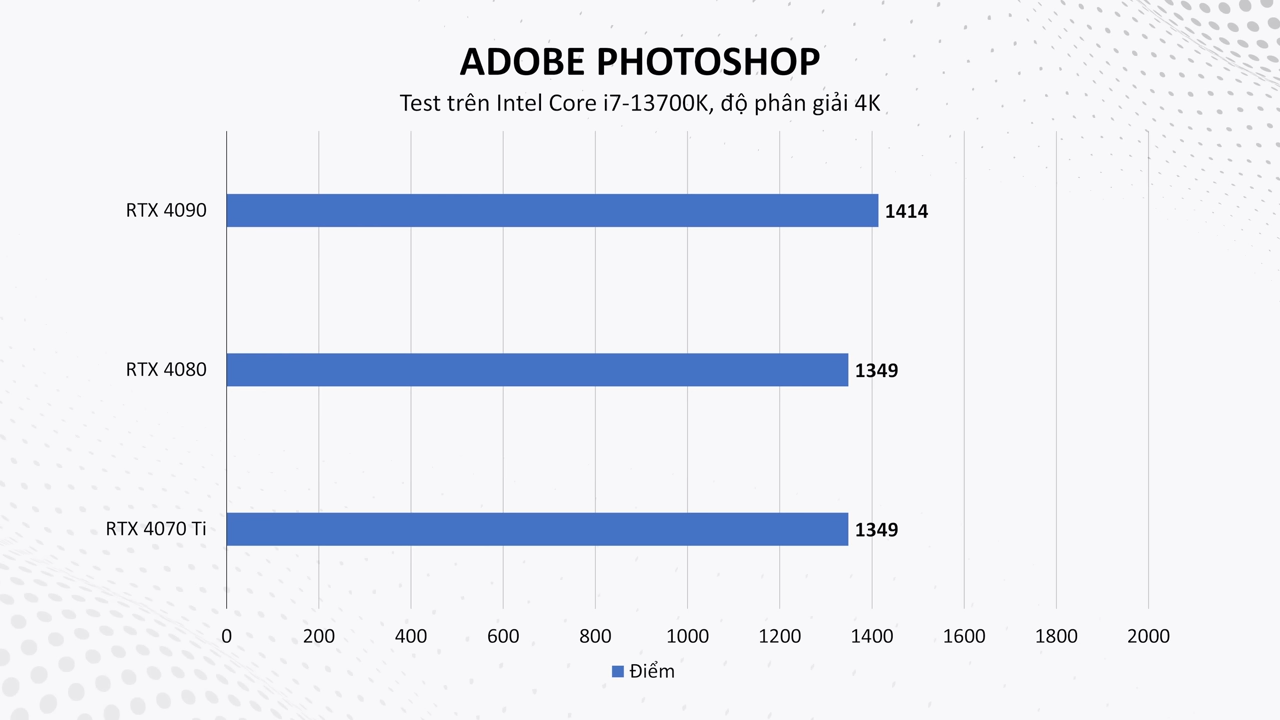 ADOBE PHOTOSHOP
Test trên Intel Core i7-13700K, độ phân giải 4K
RTX 4090
1414
RTX 4080
1349
RTX 4070 Ti
1349
0 200 400 600 800 1000 1200 1400 1600 1800 2000
Điểm